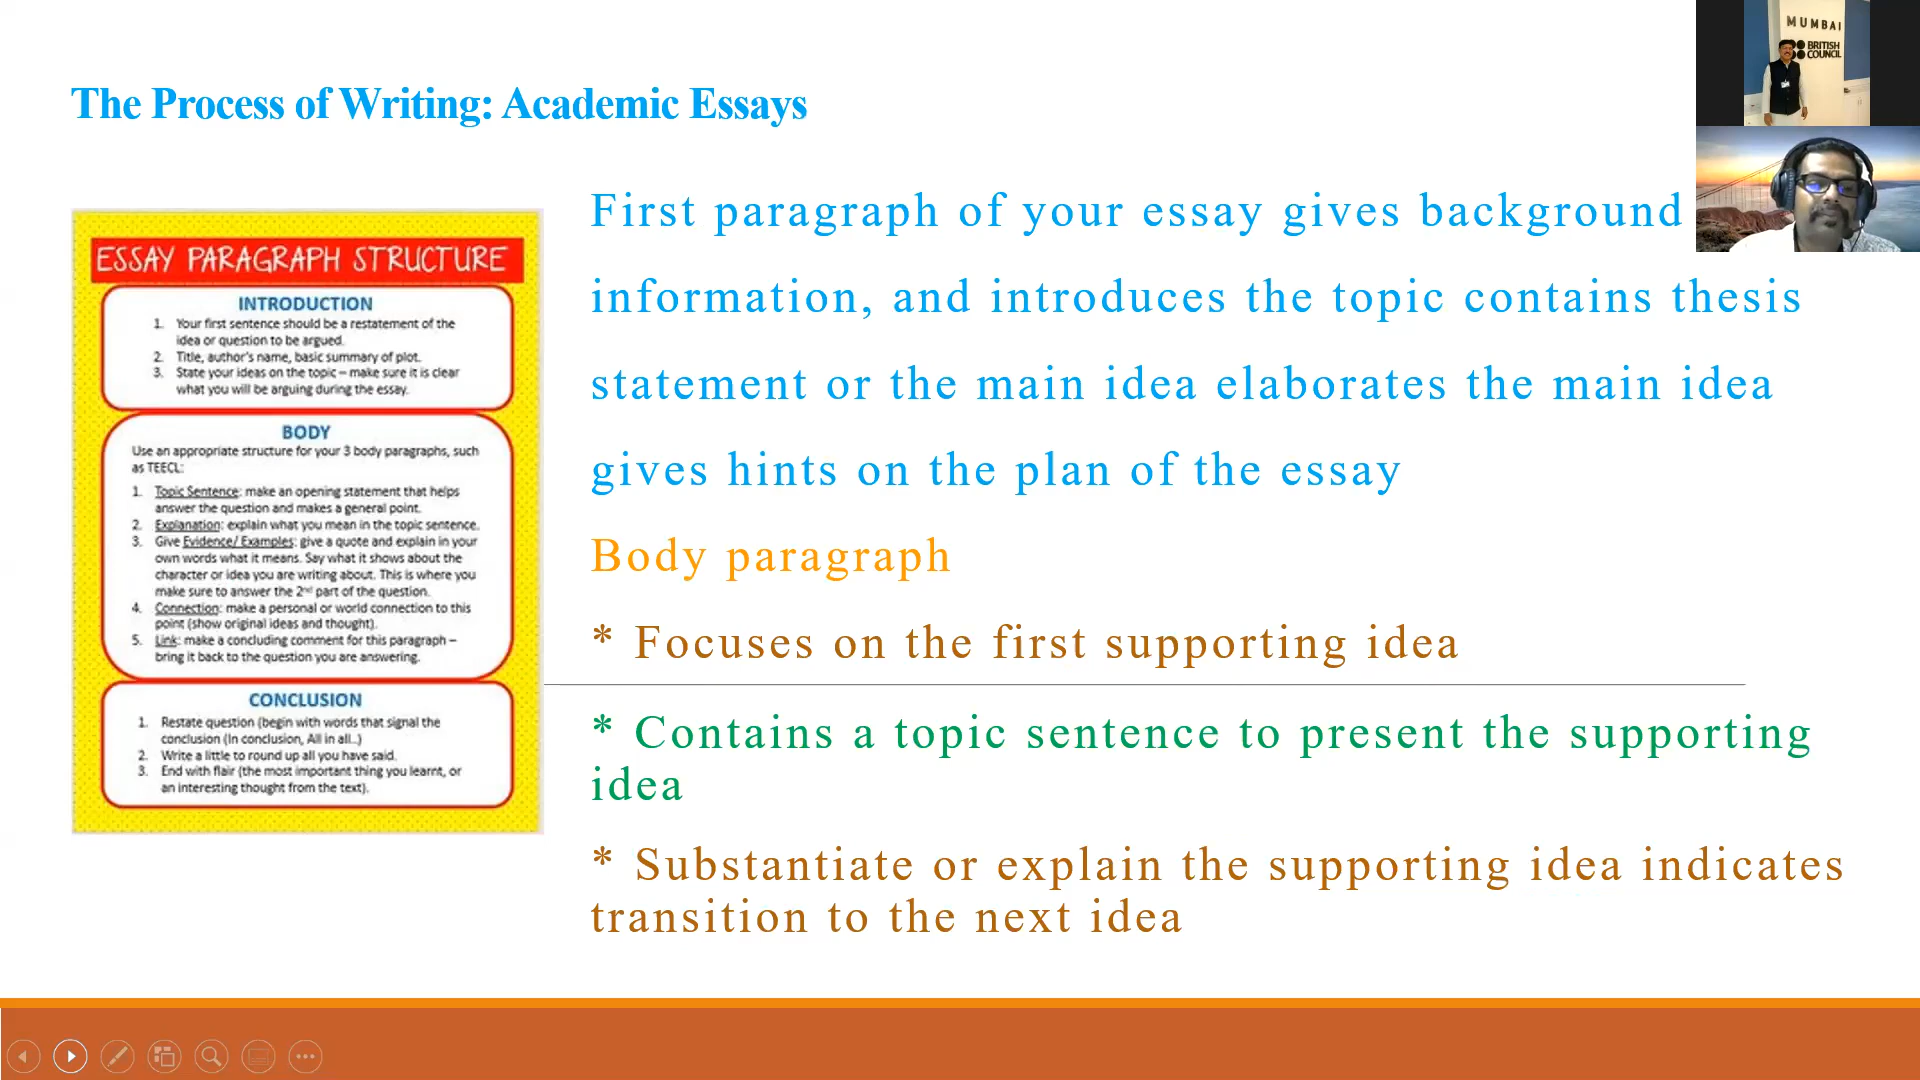 The Process of Writing: Academic Essays
ESSAY PARAGRAPH STRUCTURE
INTRODUCTION
1. Your first sentence should be a restatement of the
idea or question to be argued.
2. Title, author's name, basic summary of plot.
3. State your ideas on the topic – make sure it is clear
what you will be arguing during the essay.
BODY
Use an appropriate structure for your 3 body paragraphs, such
as TEECL:
1. Topic Sentence: make an opening statement that helps
answer the question and makes a general point.
2. Explanation: explain what you mean in the topic sentence.
3. Give Evidence/ Examples: give a quote and explain in your
own words what it means. Say what it shows about the
character or idea you are writing about. This is where you
make sure to answer the 2nd part of the question.
4. Connection: make a personal or world connection to this
point (show original ideas and thought).
5. Link: make a concluding comment for this paragraph –
bring it back to the question you are answering.
CONCLUSION
1. Restate question (begin with words that signal the
conclusion (In conclusion, All in all..)
2. Write a little to round up all you have said.
3. End with flair (the most important thing you learnt, or
an interesting thought from the text).
First paragraph of your essay gives background
information, and introduces the topic contains thesis
statement or the main idea elaborates the main idea
gives hints on the plan of the essay
Body paragraph
* Focuses on the first supporting idea
* Contains a topic sentence to present the supporting
idea
* Substantiate or explain the supporting idea indicates
transition to the next idea
MUMBAI
BRITISH
COUNCIL